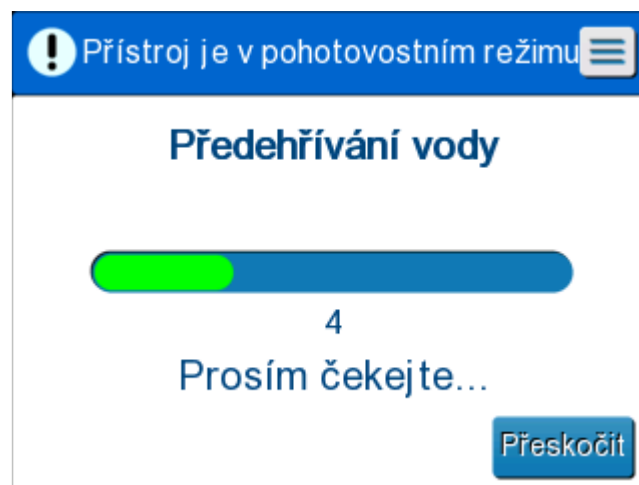 Přístroj je v pohotovostním režimu
Předehřívání vody
4
Prosím čekejte...
Přeskočit